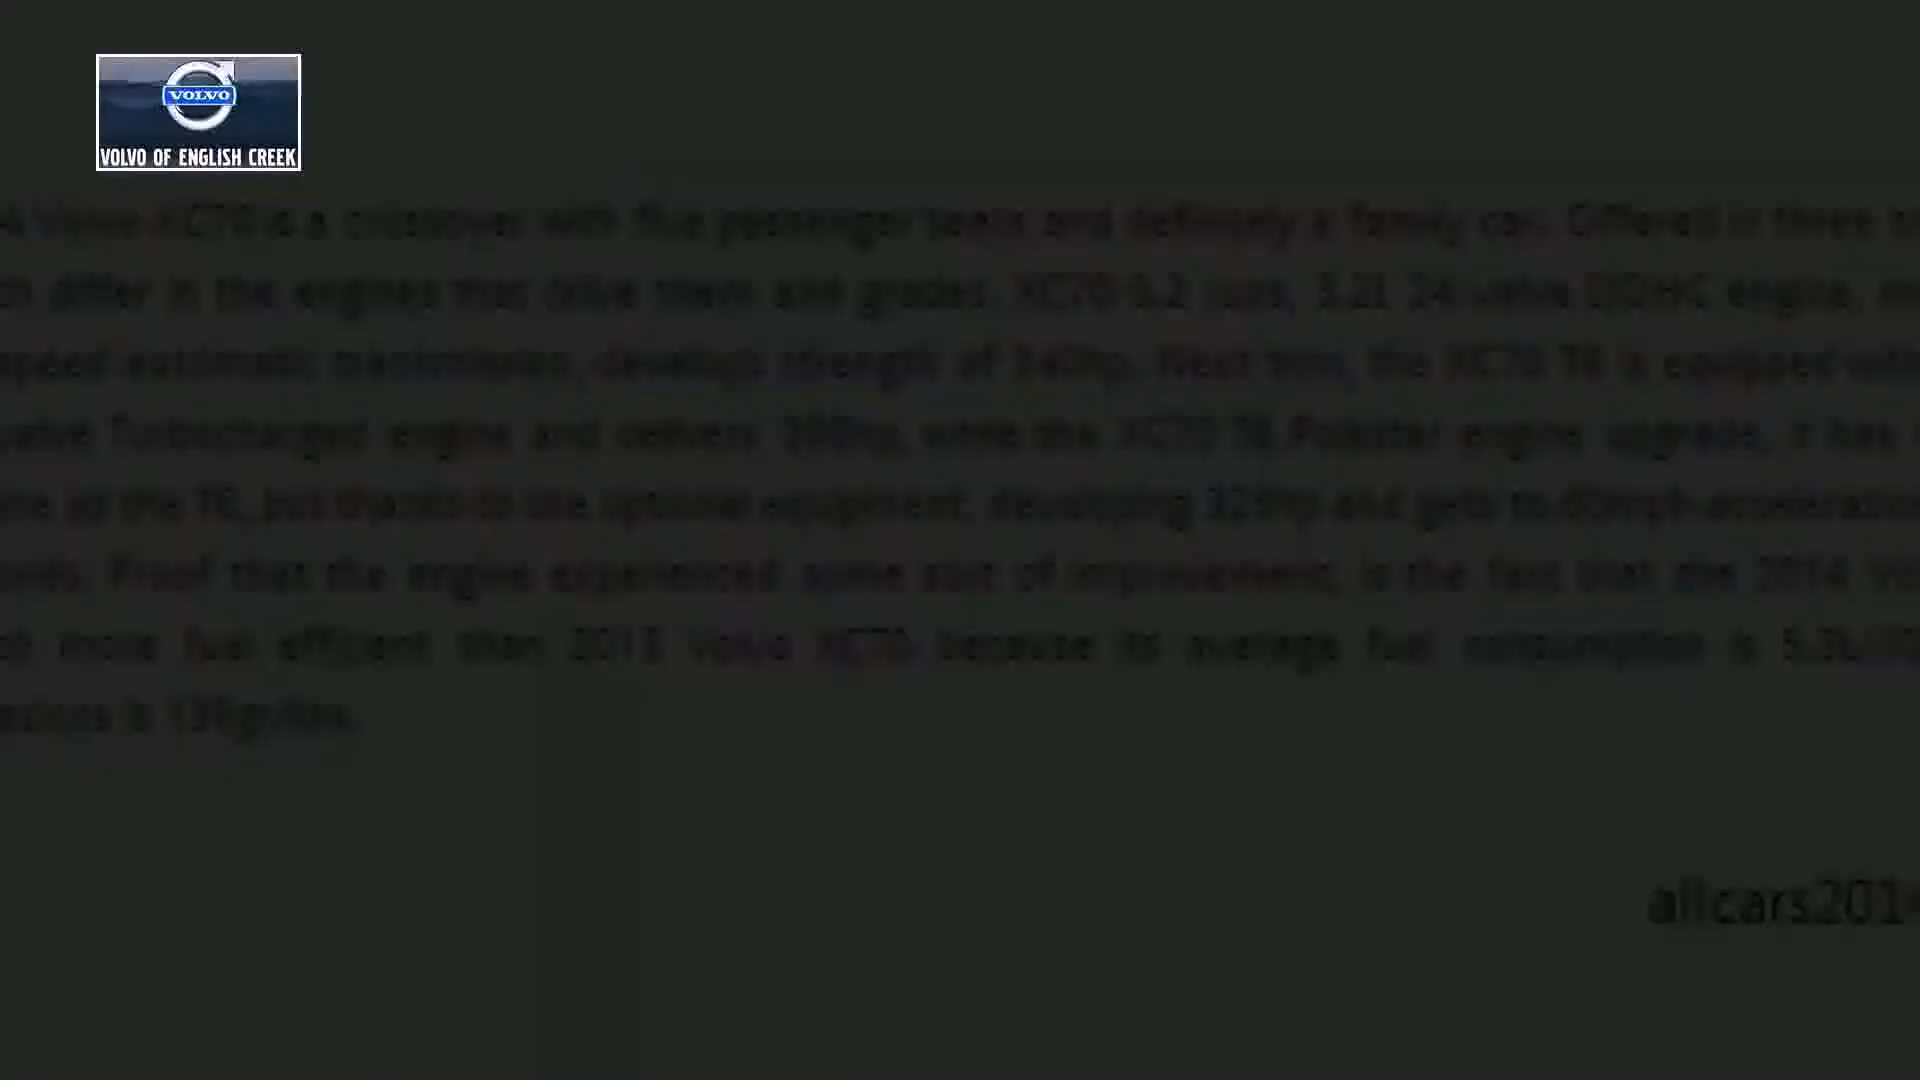 VOLVO
VOLVO OF ENGLISH CREEK
Volvo XC70 is a crossover with five passenger seats and definitely a family car. Offered in three
differ in the engines that drive them and grades. XC70 3.2 runs, 3.2l 24-valve DOHC engine,
speed automatic develops strength of 240hp. Next trim, the XC70 T6 is equipped
valve Turbocharged engine and delivers 300hp, while the XC70 T6 Polestar engine upgrade, it has
as the T6, but thanks to the optional equipment, developing 325hp and gets to 60mph
Proof that the engine experienced some sort of improvement, is the fact that the 2014
more fuel efficient than 2013 Volvo XC70 because its average fuel consumption is
is
allcars2014